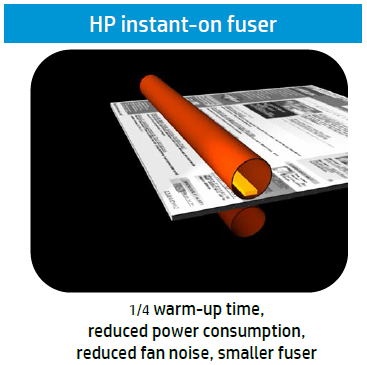 HP instant-on fuser
1/4 warm-up time,
reduced power consumption,
reduced fan noise, smaller fuser